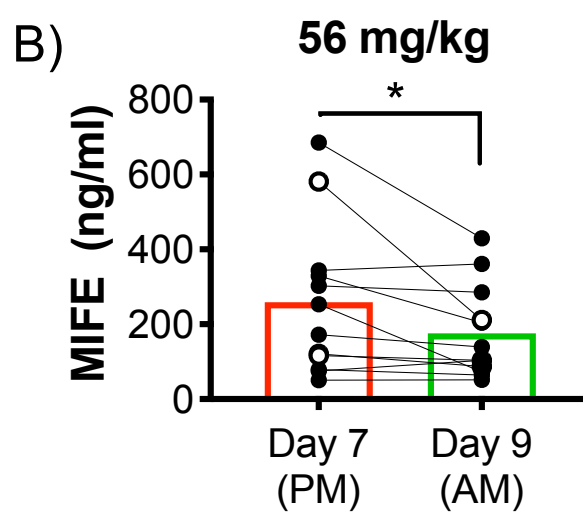 B)
56 mg/kg
*
MIFE (ng/ml)
800
600
400
200
0
Day 7
(PM)
Day 9
(AM)